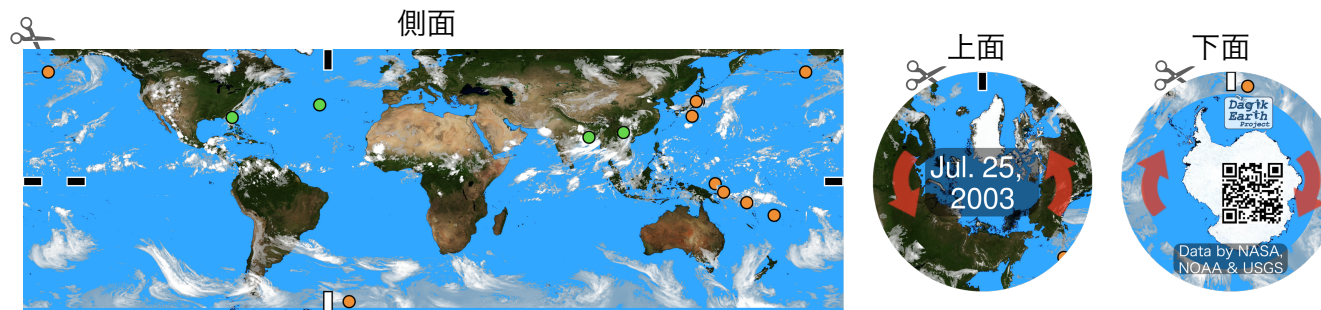 側面
上面
下面
Jul. 25,
2003
Dagik
Earth
Project
Data by NASA,
NOAA & USGS